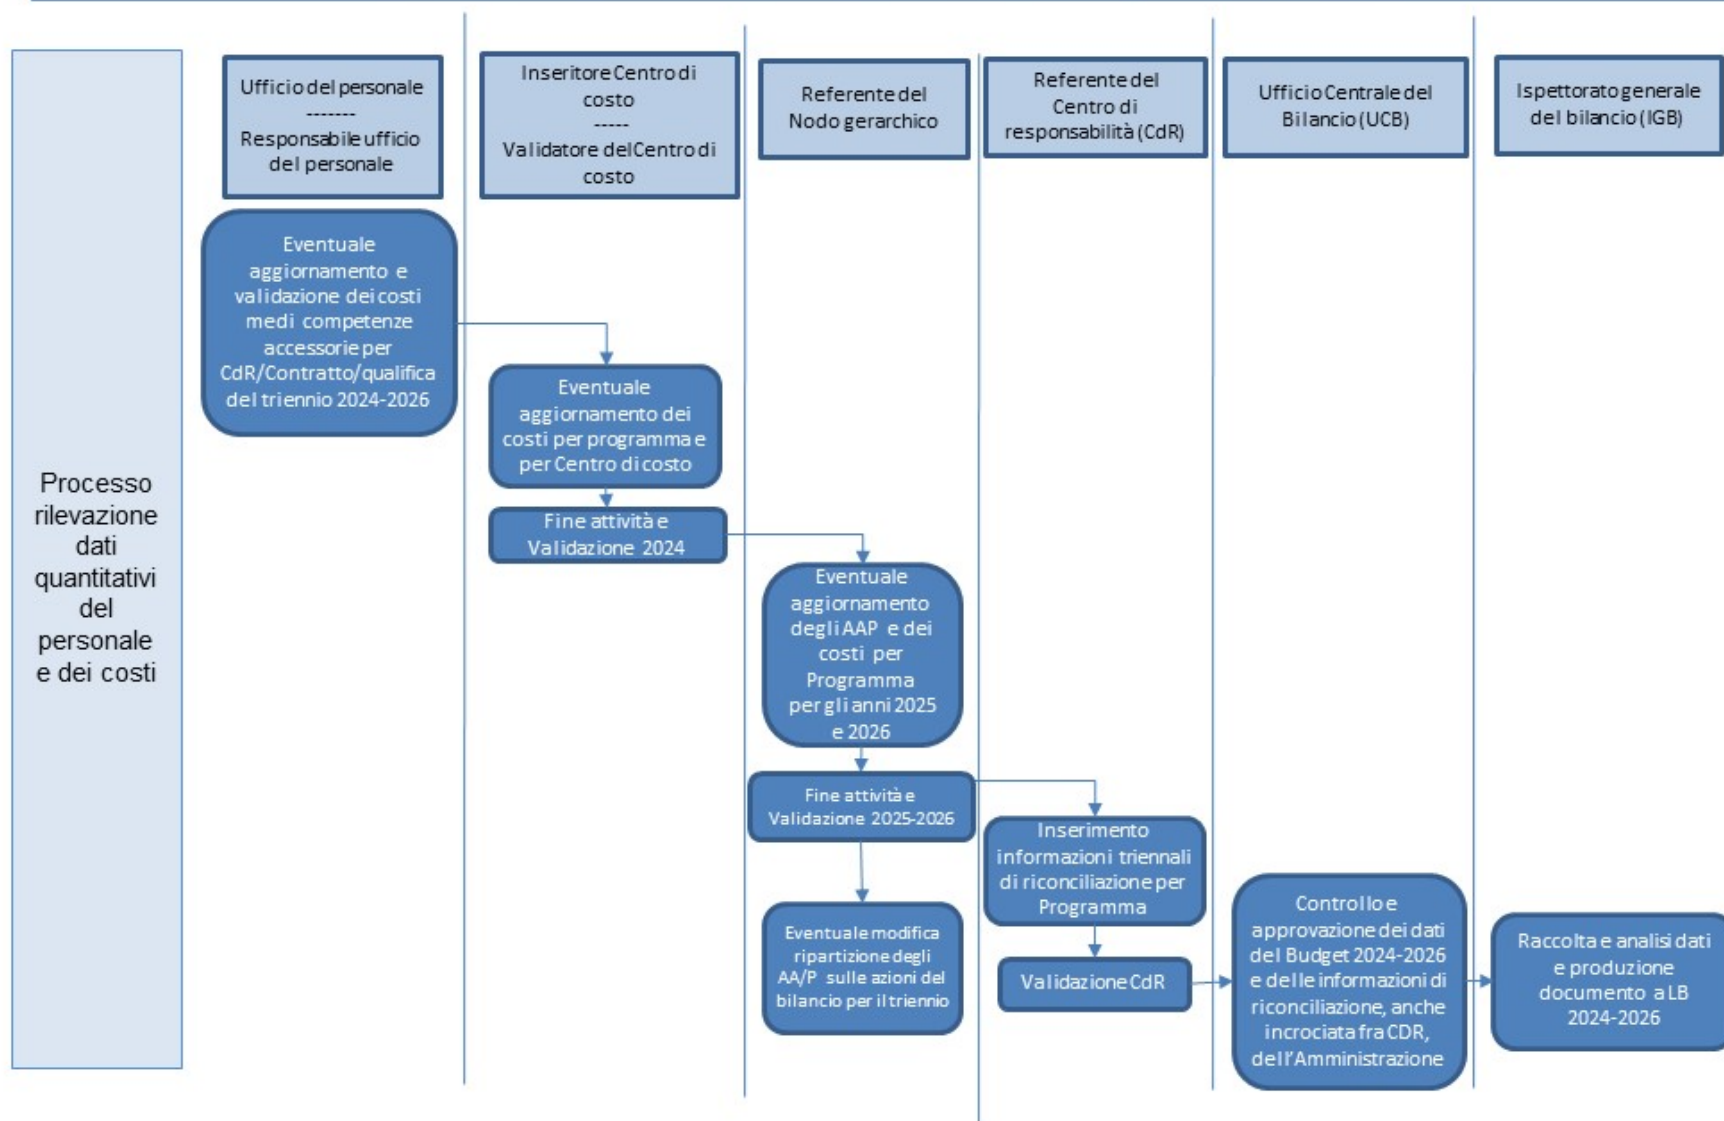 Processo
rilevazione
dati
quantitativi
del
personale
e dei costi
Ufficio del personale
-------
Responsabile ufficio
del personale
Inseritore Centro di
costo
-----
Validatore del Centro di
costo
Referente del
Nodo gerarchico
Referente del
Centro di
responsabilità (CdR)
Ufficio Centrale del
Bilancio (UCB)
Ispettorato generale
del bilancio (IGB)
Eventuale
aggiornamento e
validazione dei costi
medi competenze
accessorie per
CdR/Contratto/qualifica
del triennio 2024-2026
Eventuale
aggiornamento dei
costi per programma e
per Centro di costo
Fine attività e
Validazione 2024
Eventuale
aggiornamento
degli AAP e dei
costi per
Programma
per gli anni 2025
e 2026
Fine attività e
Validazione 2025-2026
Eventuale modifica
ripartizione degli
AA/P sulle azioni del
bilancio per il triennio
Inserimento
informazioni triennali
di riconciliazione per
Programma
Validazione CdR
Controllo e
approvazione dei dati
del Budget 2024-2026
e delle informazioni di
riconciliazione, anche
incrociata fra CDR,
dell'Amministrazione
Raccolta e analisi dati
e produzione
documento a LB
2024-2026